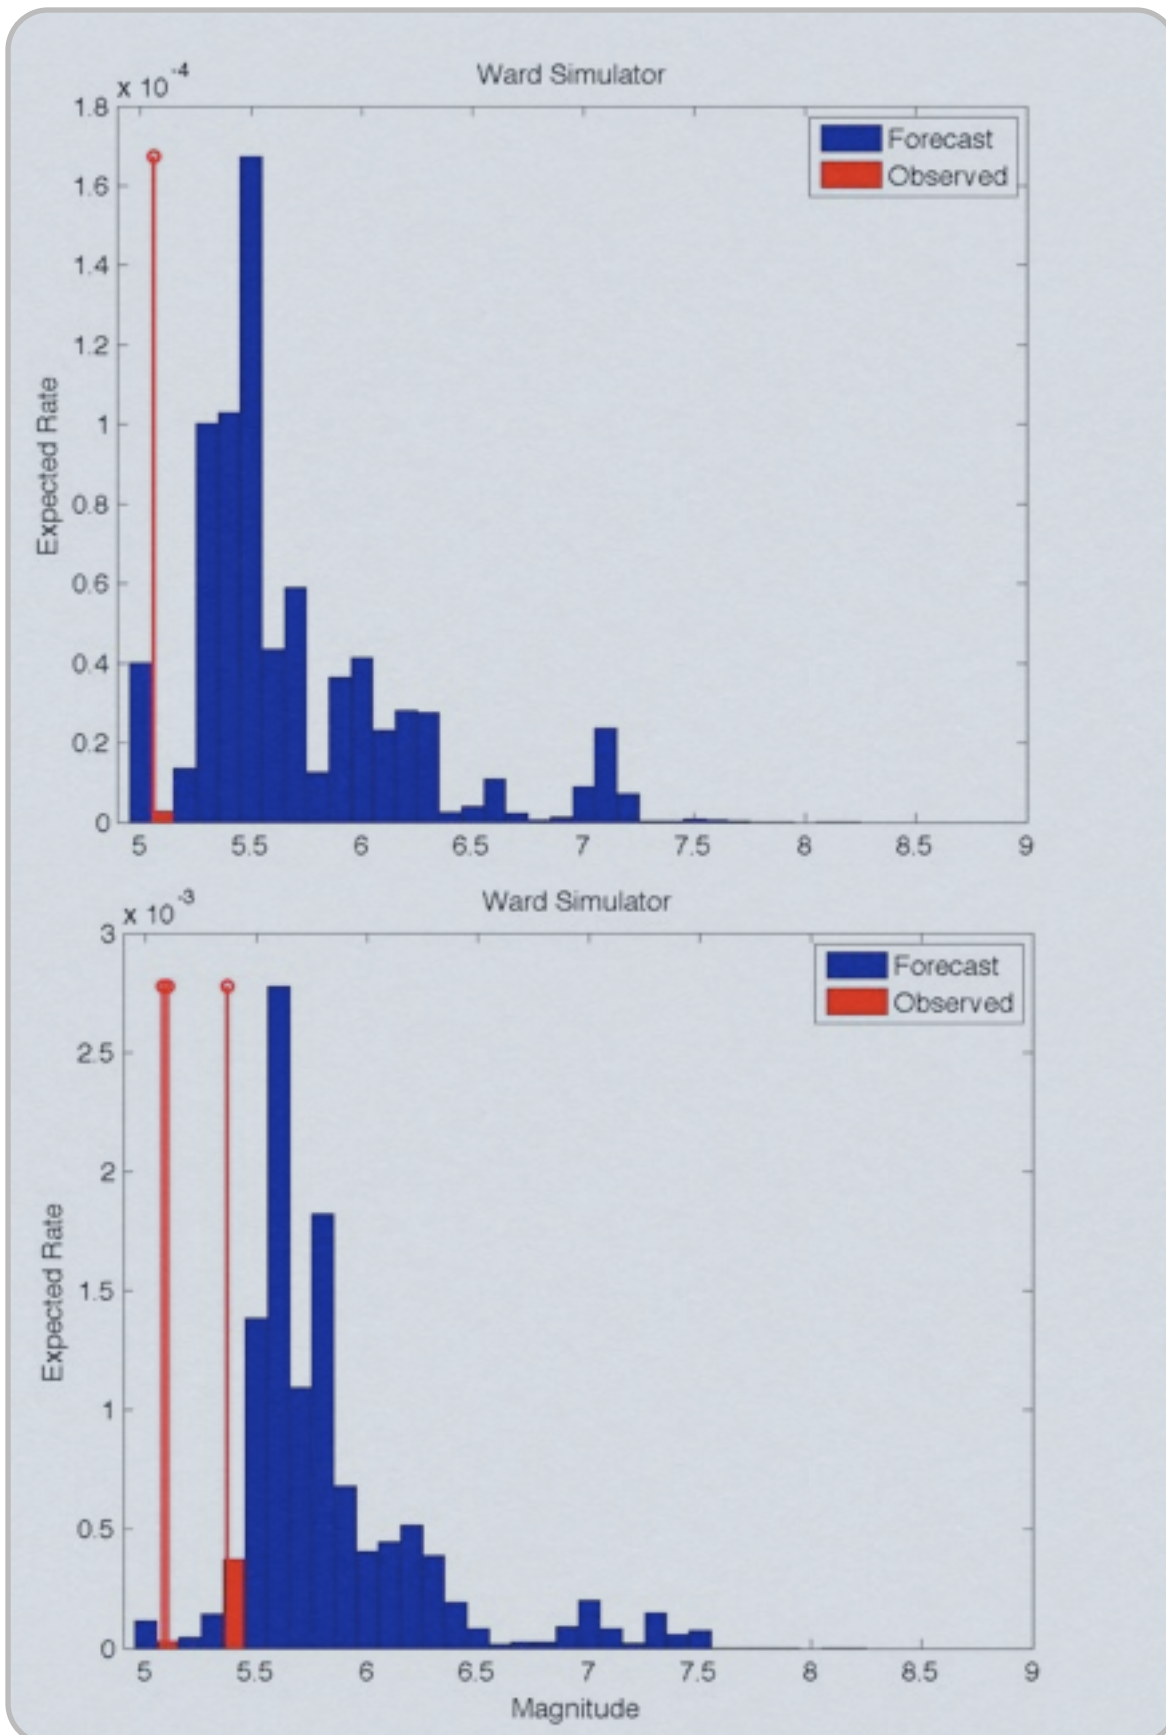 x 10-4
Ward Simulator
1.8
1.6
1.4
1.2
1
0.8
0.6
0.4
0.2
0
Expected Rate
Forecast
Observed
5 5.5 6 6.5 7 7.5 8 8.5 9
x 10-3
Ward Simulator
3
2.5
2
1.5
1
0.5
0
Expected Rate
Forecast
Observed
5 5.5 6 6.5 7 7.5 8 8.5 9
Magnitude